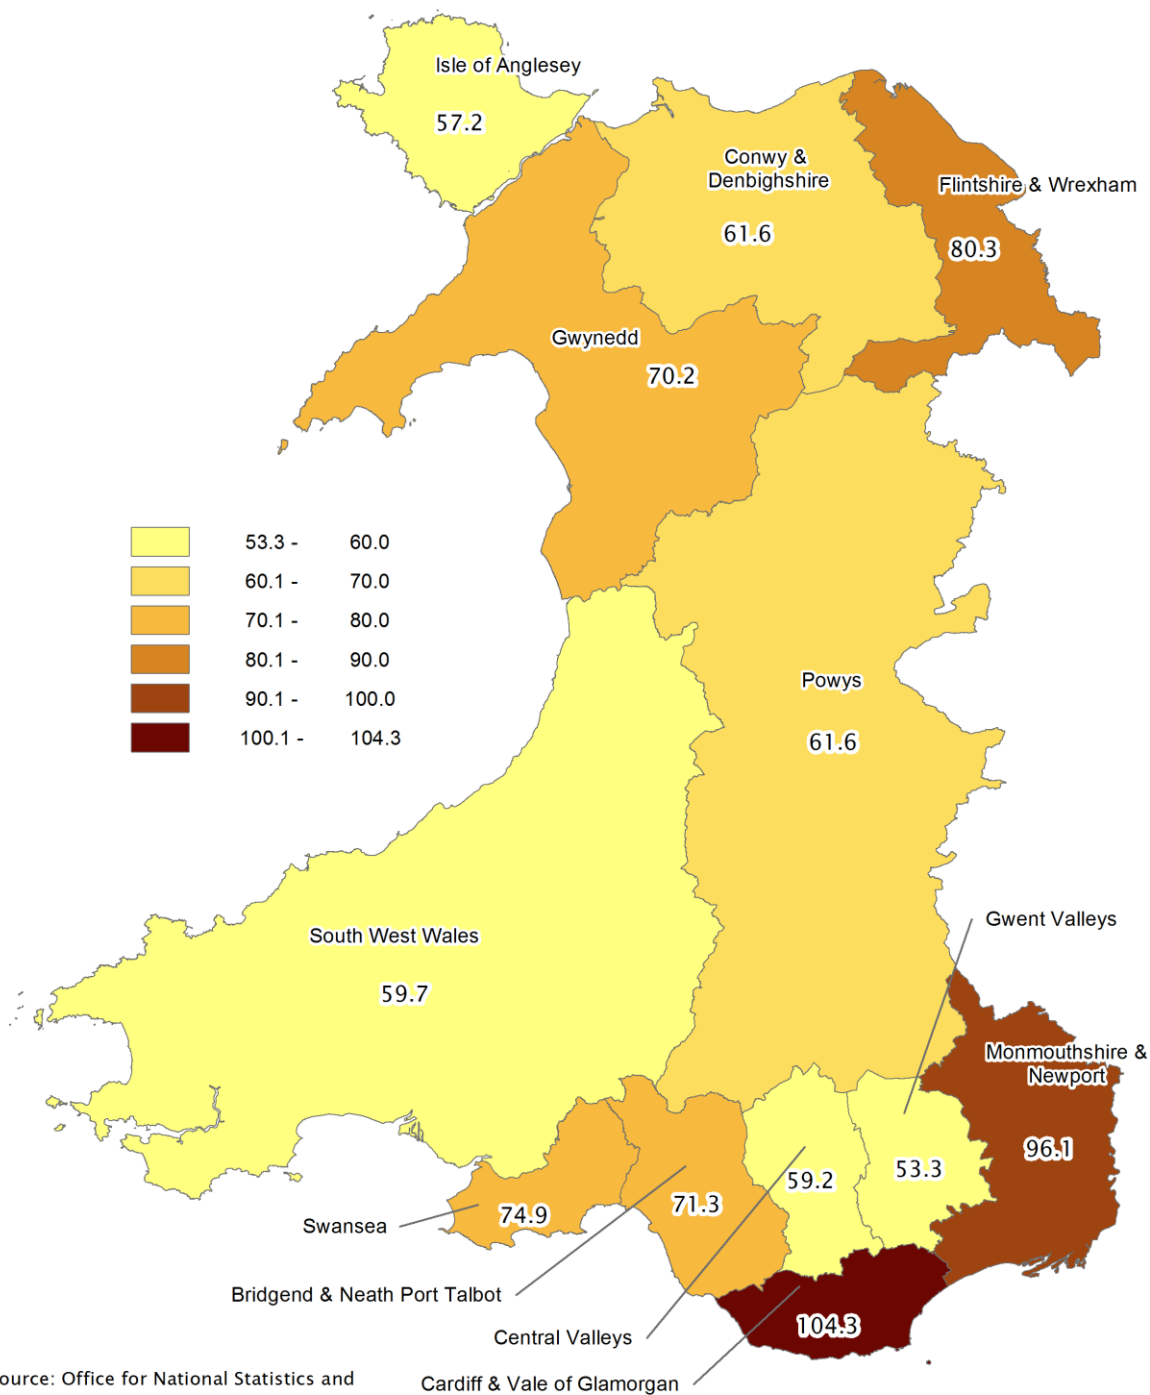 Isle of Anglesey
57.2
Conwy &
Denbighshire
61.6
Flintshire & Wrexham
80.3
Gwynedd
70.2
53.3 - 60.0
60.1 - 70.0
70.1 - 80.0
80.1 - 90.0
90.1 - 100.0
100.1 - 104.3
Powys
61.6
South West Wales
59.7
Gwent Valleys
Monmouthshire &
Newport
96.1
53.3
59.2
71.3
74.9
Swansea
Bridgend & Neath Port Talbot
Central Valleys
104.3
Cardiff & Vale of Glamorgan
ource: Office for National Statistics and